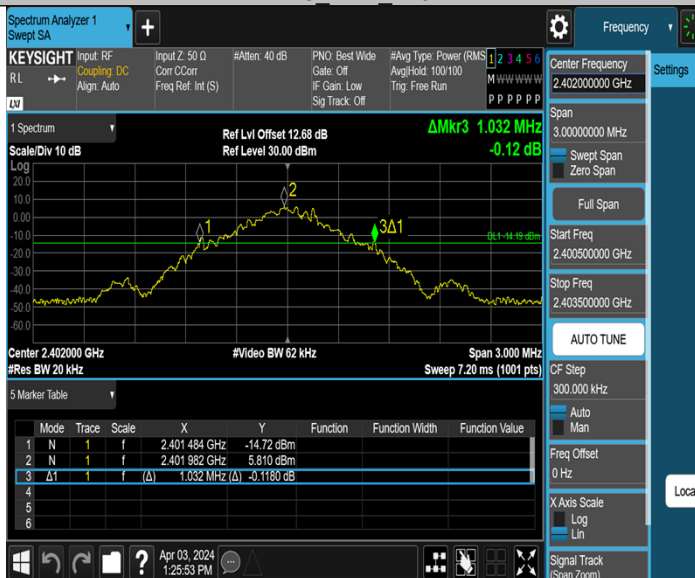 Spectrum Analyzer 1
Swept SA
▼
+
Frequency
▼
KEYSIGHT
RL
LXI
Input: RF
Coupling: DC
Align: Auto
Input Z: 50 Ω
Corr CCorr
Freq Ref: Int (S)
#Atten: 40 dB
PNO: Best Wide
Gate: Off
IF Gain: Low
Sig Track: Off
#Avg Type: Power (RMS
Avg|Hold: 100/100
Trig: Free Run
1 2 3 4 5 6
M W W W W W
P P P P P P
1 Spectrum ▼
Scale/Div 10 dB
Ref Lvl Offset 12.68 dB
Ref Level 30.00 dBm
ΔMkr3 1.032 MHz
-0.12 dB
Log
20.0
10.0
0.00
-10.0
-20.0
-30.0
-40.0
-50.0
-60.0
2
1
3Δ1
DL1 -14.19 dBm
Center 2.402000 GHz
#Res BW 20 kHz
#Video BW 62 kHz
Span 3.000 MHz
Sweep 7.20 ms (1001 pts)
5 Marker Table ▼
Mode Trace Scale X Y Function Function Width Function Value
1 N 1 f 2.401 484 GHz -14.72 dBm
2 N 1 f 2.401 982 GHz 5.810 dBm
3 Δ1 1 f (Δ) 1.032 MHz (Δ) -0.1180 dB
4
5
6
?
Apr 03, 2024
1:25:53 PM
Center Frequency
2.402000000 GHz
Span
3.00000000 MHz
Swept Span
Zero Span
Full Span
Start Freq
2.400500000 GHz
Stop Freq
2.403500000 GHz
AUTO TUNE
CF Step
300.000 kHz
Auto
Man
Freq Offset
0 Hz
X Axis Scale
Log
Lin
Signal Track
(Span Zoom)
Settings
Loca